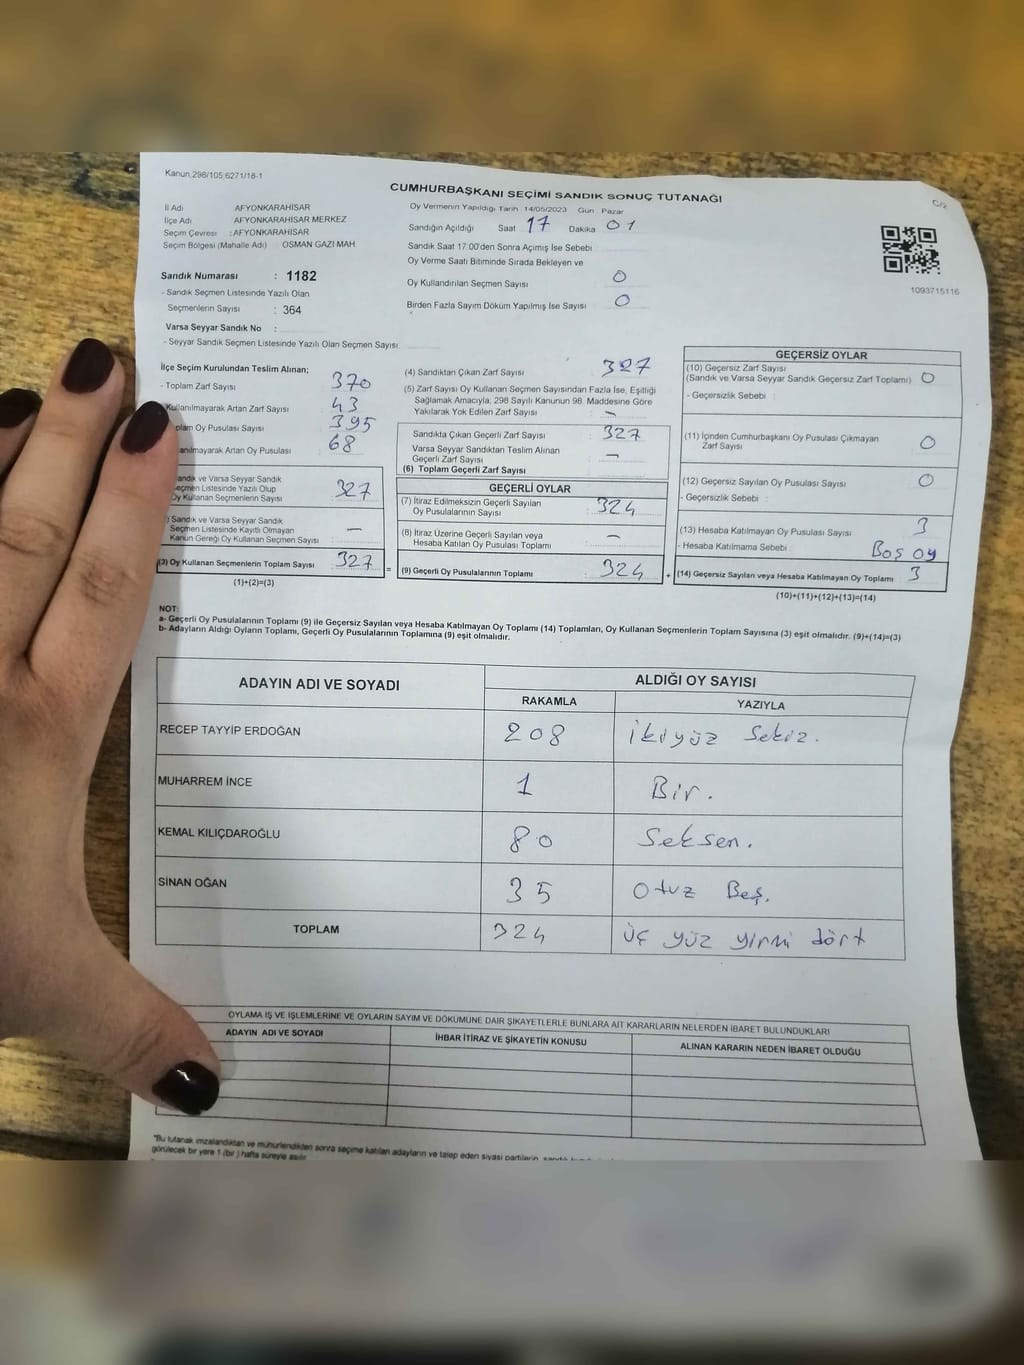 Kanun:298/105;6271/18-1
CUMHURBAŞKANI SEÇİMİ SANDIK SONUÇ TUTANAĞI
C/2
İl Adı AFYONKARAHİSAR
İlçe Adı AFYONKARAHİSAR MERKEZ
Seçim Çevresi :AFYONKARAHİSAR
Seçim Bölgesi (Mahalle Adı) : OSMAN GAZİ MAH
Oy Vermenin Yapıldığı Tarih 14/05/2023 Gün : Pazar
Sandığın Açıldığı Saat 17 Dakika 01
Sandık Saat 17:00'den Sonra Açımış İse Sebebi
Oy Verme Saati Bitiminde Sırada Bekleyen ve
Oy Kullandırılan Seçmen Sayısı 0
Birden Fazla Sayım Döküm Yapılmış İse Sayısı 0
1093715116
Sandık Numarası : 1182
- Sandık Seçmen Listesinde Yazılı Olan
Seçmenlerin Sayısı : 364
Varsa Seyyar Sandık No :
- Seyyar Sandık Seçmen Listesinde Yazılı Olan Seçmen Sayısı:
İlçe Seçim Kurulundan Teslim Alınan;
- Toplam Zarf Sayısı 370
Kullanılmayarak Artan Zarf Sayısı 43
plam Oy Pusulası Sayısı 395
anılmayarak Artan Oy Pusulası 68
andık ve Varsa Seyyar Sandık
Seçmen Listesinde Yazılı Olup
Oy Kullanan Seçmenlerin Sayısı 327
) Sandık ve Varsa Seyyar Sandık
Seçmen Listesinde Kayıtlı Olmayan
Kanun Gereği Oy Kullanan Seçmen Sayısı : —
(3) Oy Kullanan Seçmenlerin Toplam Sayısı 327
(1)+(2)=(3)
=
(4) Sandıktan Çıkan Zarf Sayısı : 327
(5) Zarf Sayısı Oy Kullanan Seçmen Sayısından Fazla İse, Eşitliği
Sağlamak Amacıyla, 298 Sayılı Kanunun 98. Maddesine Göre
Yakılarak Yok Edilen Zarf Sayısı : —
Sandıkta Çıkan Geçerli Zarf Sayısı : 327
Varsa Seyyar Sandıktan Teslim Alınan
Geçerli Zarf Sayısı : —
(6) Toplam Geçerli Zarf Sayısı
GEÇERLİ OYLAR
(7) İtiraz Edilmeksizin Geçerli Sayılan
Oy Pusulalarının Sayısı : 324
(8) İtiraz Üzerine Geçerli Sayılan veya
Hesaba Katılan Oy Pusulası Toplamı —
(9) Geçerli Oy Pusulalarının Toplamı : 324
+
GEÇERSİZ OYLAR
(10) Geçersiz Zarf Sayısı
(Sandık ve Varsa Seyyar Sandık Geçersiz Zarf Toplamı) : 0
- Geçersizlik Sebebi :
(11) İçinden Cumhurbaşkanı Oy Pusulası Çıkmayan
Zarf Sayısı : 0
(12) Geçersiz Sayılan Oy Pusulası Sayısı : 0
- Geçersizlik Sebebi :
(13) Hesaba Katılmayan Oy Pusulası Sayısı : 3
- Hesaba Katılmama Sebebi : Boş oy
(14) Geçersiz Sayılan veya Hesaba Katılmayan Oy Toplamı : 3
(10)+(11)+(12)+(13)=(14)
NOT:
a- Geçerli Oy Pusulalarının Toplamı (9) ile Geçersiz Sayılan veya Hesaba Katılmayan Oy Toplamı (14) Toplamları, Oy Kullanan Seçmenlerin Toplam Sayısına (3) eşit olmalıdır. (9)+(14)=(3)
b- Adayların Aldığı Oyların Toplamı, Geçerli Oy Pusulalarının Toplamına (9) eşit olmalıdır.
ADAYIN ADI VE SOYADI ALDIĞI OY SAYISI
RAKAMLA YAZIYLA
RECEP TAYYİP ERDOĞAN 208 ikiyüz Sekiz.
MUHARREM İNCE 1 Bir.
KEMAL KILIÇDAROĞLU 80 Seksen.
SİNAN OĞAN 35 Otuz Beş.
TOPLAM 324 üç yüz yirmi dört
OYLAMA İŞ VE İŞLEMLERİNE VE OYLARIN SAYIM VE DÖKÜMÜNE DAİR ŞİKAYETLERLE BUNLARA AİT KARARLARIN NELERDEN İBARET BULUNDUKLARI
ADAYIN ADI VE SOYADI İHBAR İTİRAZ VE ŞİKAYETİN KONUSU ALINAN KARARIN NEDEN İBARET OLDUĞU
"Bu tutanak imzalandıktan ve mühürlendikten sonra seçime katılan adayların ve talep eden siyasi partilerin,
görülecek bir yere 1 (bir ) hafta süreyle asılır.